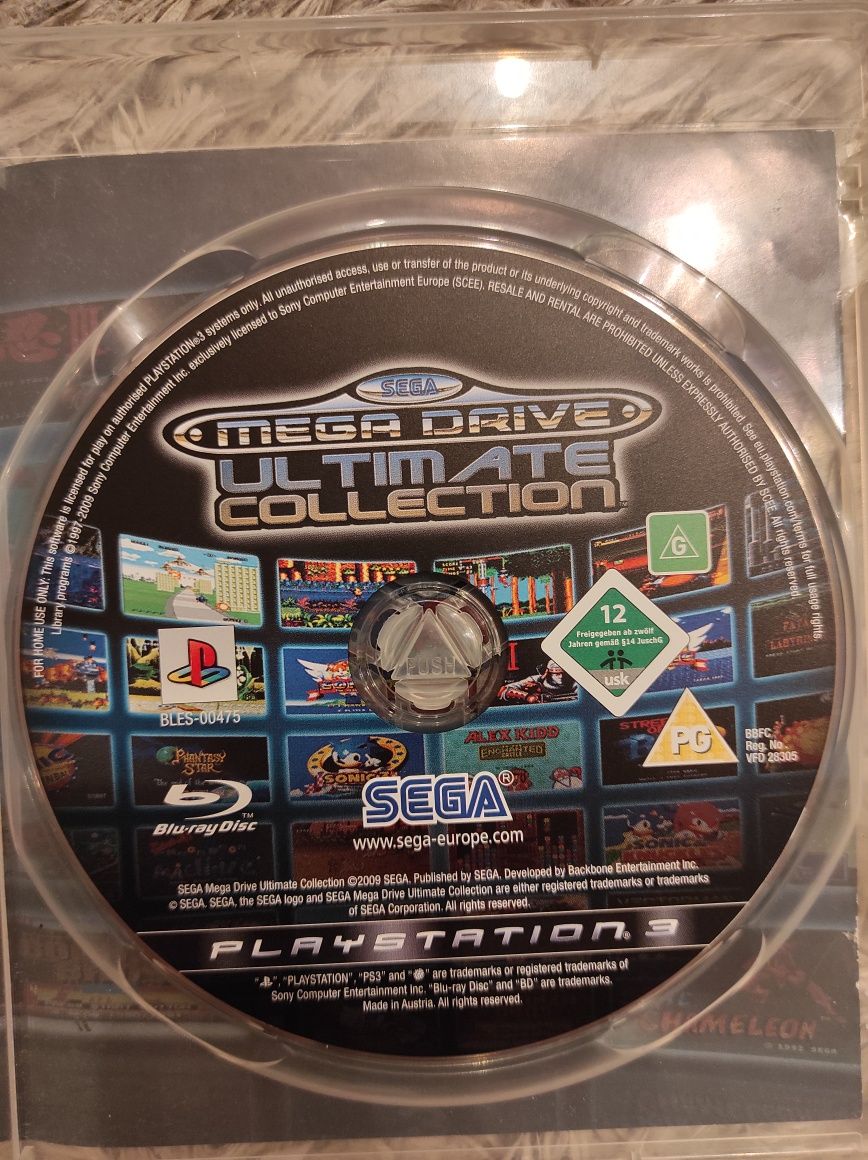 FOR HOME USE ONLY: This software is licensed for play on authorised PLAYSTATION®3 systems only. All unauthorised access, use or transfer of the product or its underlying copyright and trademark works is prohibited. See eu.playstation.com/terms for full usage rights.
Library programs ©1997-2009 Sony Computer Entertainment Inc. exclusively licensed to Sony Computer Entertainment Europe (SCEE). RESALE AND RENTAL ARE PROHIBITED UNLESS EXPRESSLY AUTHORISED BY SCEE. All rights reserved.
SEGA
MEGA DRIVE
ULTIMATE
COLLECTION™
G
12
Freigegeben ab zwölf
Jahren gemäß §14 JuschG
usk
PUSH
BLES-00475
PG
BBFC
Reg. No
VFD 28305
PHANTASY
STAR
SONIC
ALEX KIDD
ENCHANTED
CASTLE
SONIC
Blu-ray Disc™
SEGA®
www.sega-europe.com
SEGA Mega Drive Ultimate Collection ©2009 SEGA. Published by SEGA. Developed by Backbone Entertainment Inc.
© SEGA. SEGA, the SEGA logo and SEGA Mega Drive Ultimate Collection are either registered trademarks or trademarks
of SEGA Corporation. All rights reserved.
PLAYSTATION®3
" ", "PLAYSTATION", "PS3" and " " are trademarks or registered trademarks of
Sony Computer Entertainment Inc. "Blu-ray Disc" and "BD" are trademarks.
Made in Austria. All rights reserved.
CHAMELEON
© 1992 SEGA